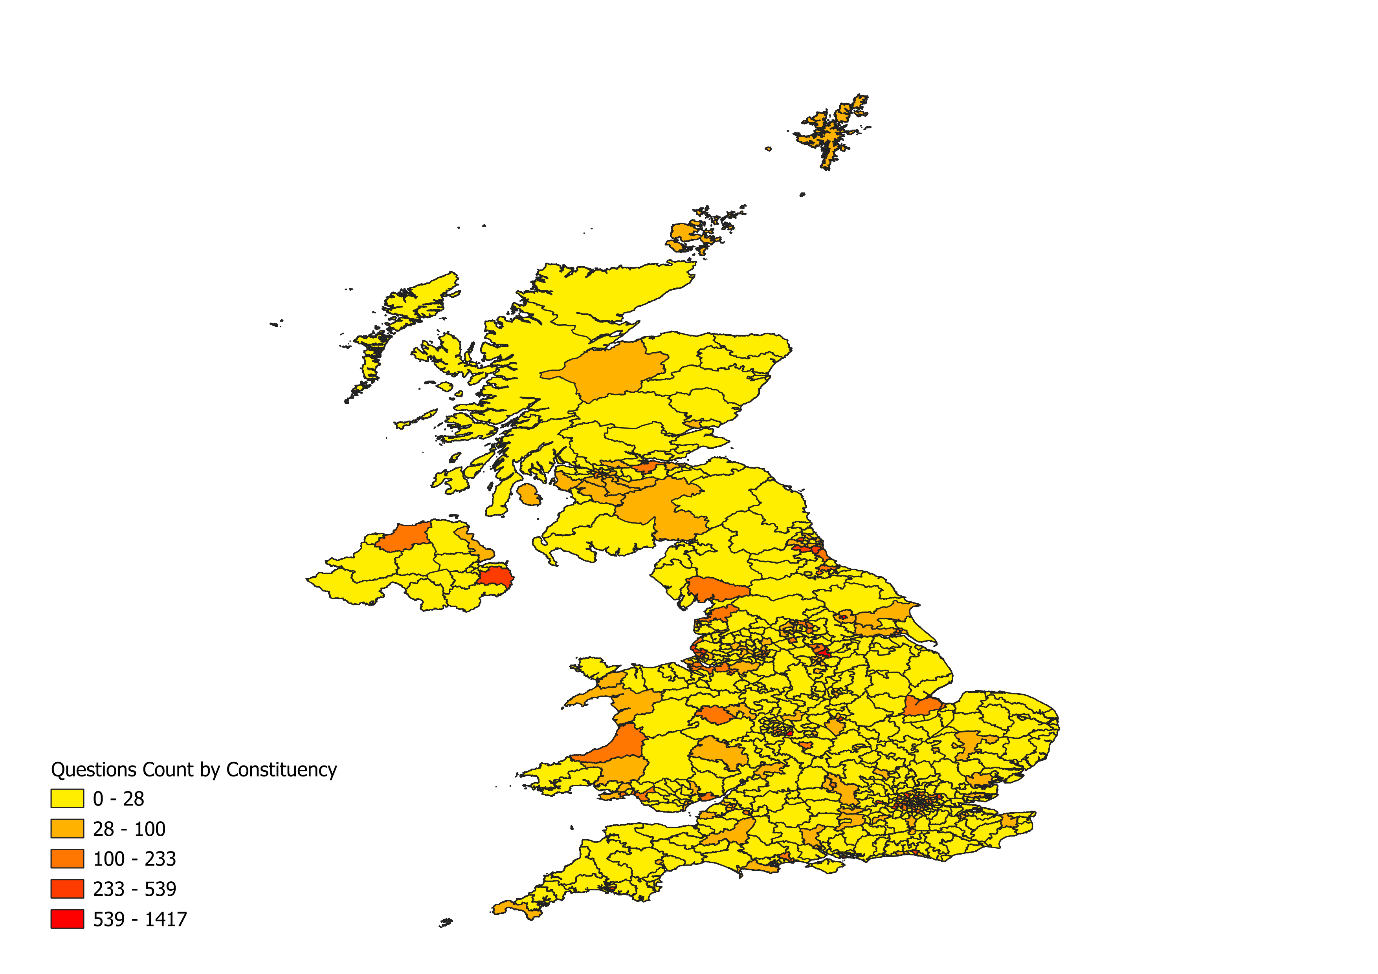 Questions Count by Constituency
0 - 28
28 - 100
100 - 233
233 - 539
539 - 1417